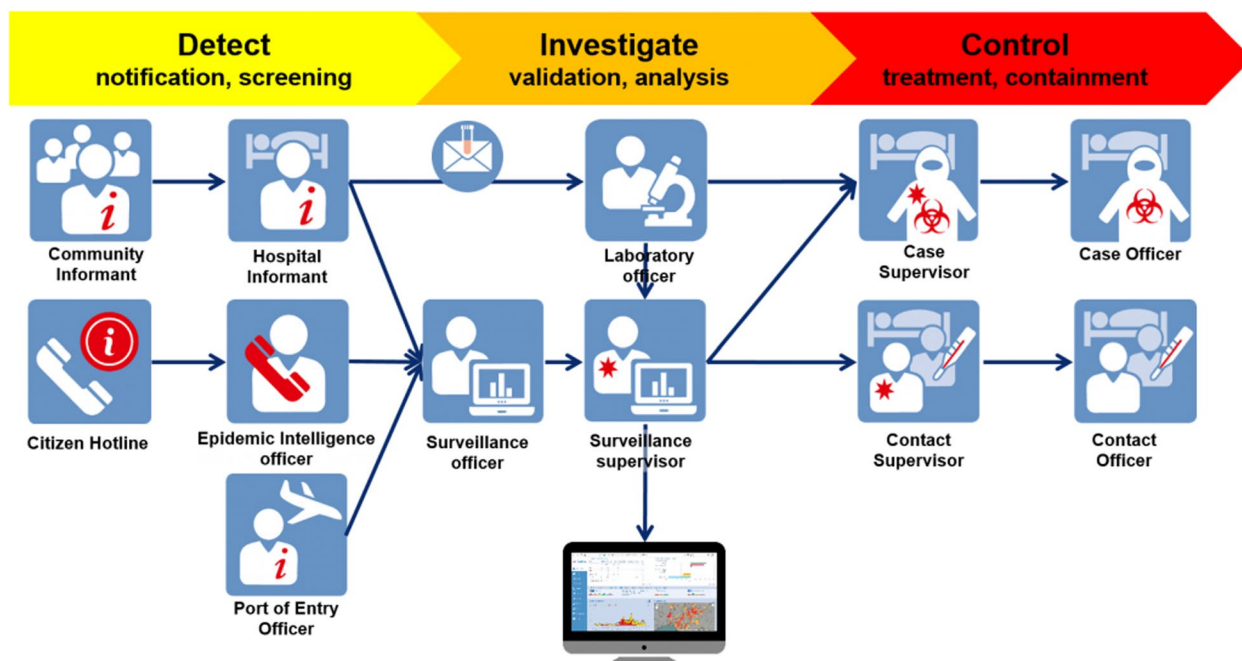 Detect
notification, screening
Investigate
validation, analysis
Control
treatment, containment
Community
Informant
Hospital
Informant
Laboratory
officer
Case
Supervisor
Case Officer
Citizen Hotline
Epidemic Intelligence
officer
Surveillance
officer
Surveillance
supervisor
Contact
Supervisor
Contact
Officer
Port of Entry
Officer